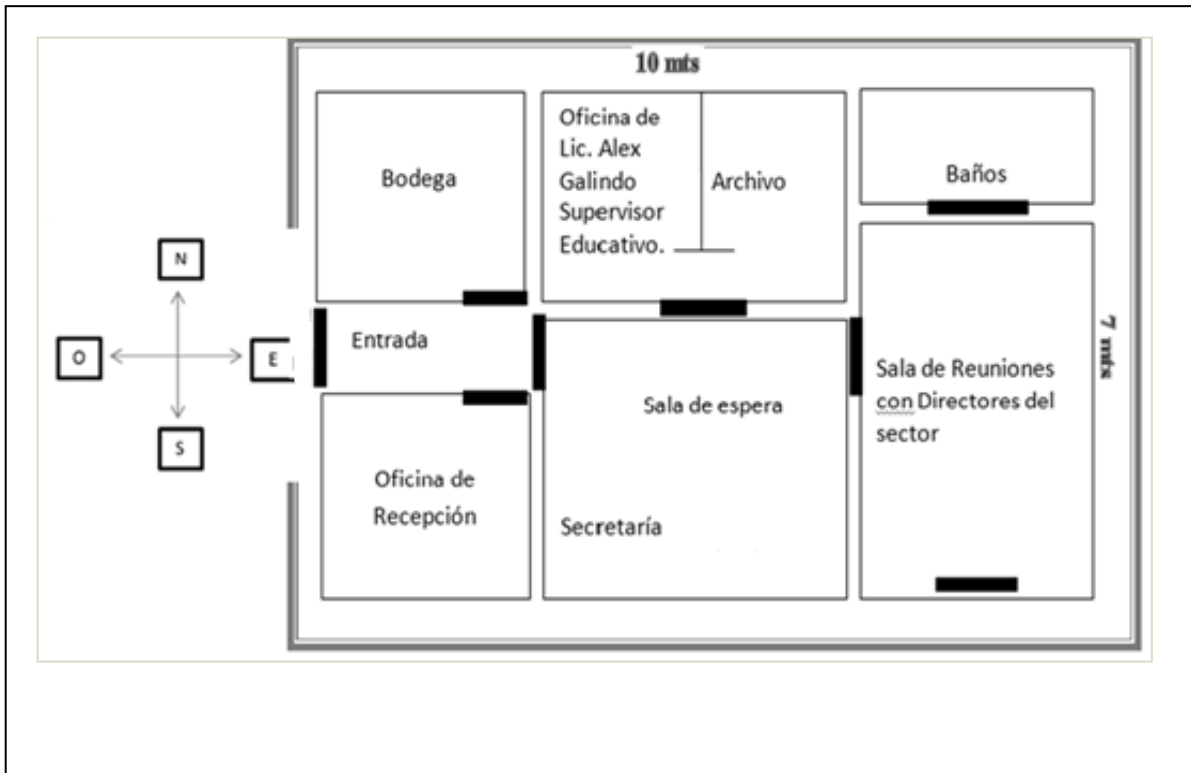 10 mts
Bodega
Oficina de
Lic. Alex
Galindo
Supervisor
Educativo.
Archivo
Baños
N
O
E
S
Entrada
Sala de espera
Sala de Reuniones
con Directores del
sector
7 mts
Oficina de
Recepción
Secretaría